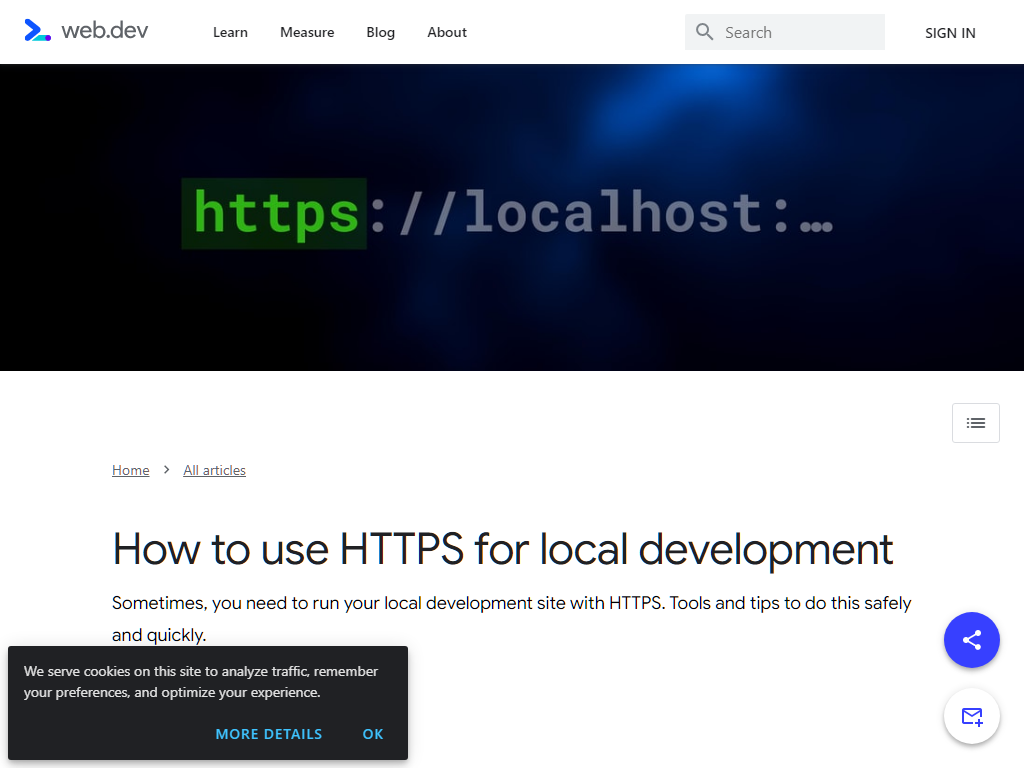 web.dev
Learn
Measure
Blog
About
Search
SIGN IN
https://localhost:…
Home
All articles
How to use HTTPS for local development
Sometimes, you need to run your local development site with HTTPS. Tools and tips to do this safely
and quickly.
We serve cookies on this site to analyze traffic, remember
your preferences, and optimize your experience.
MORE DETAILS
OK